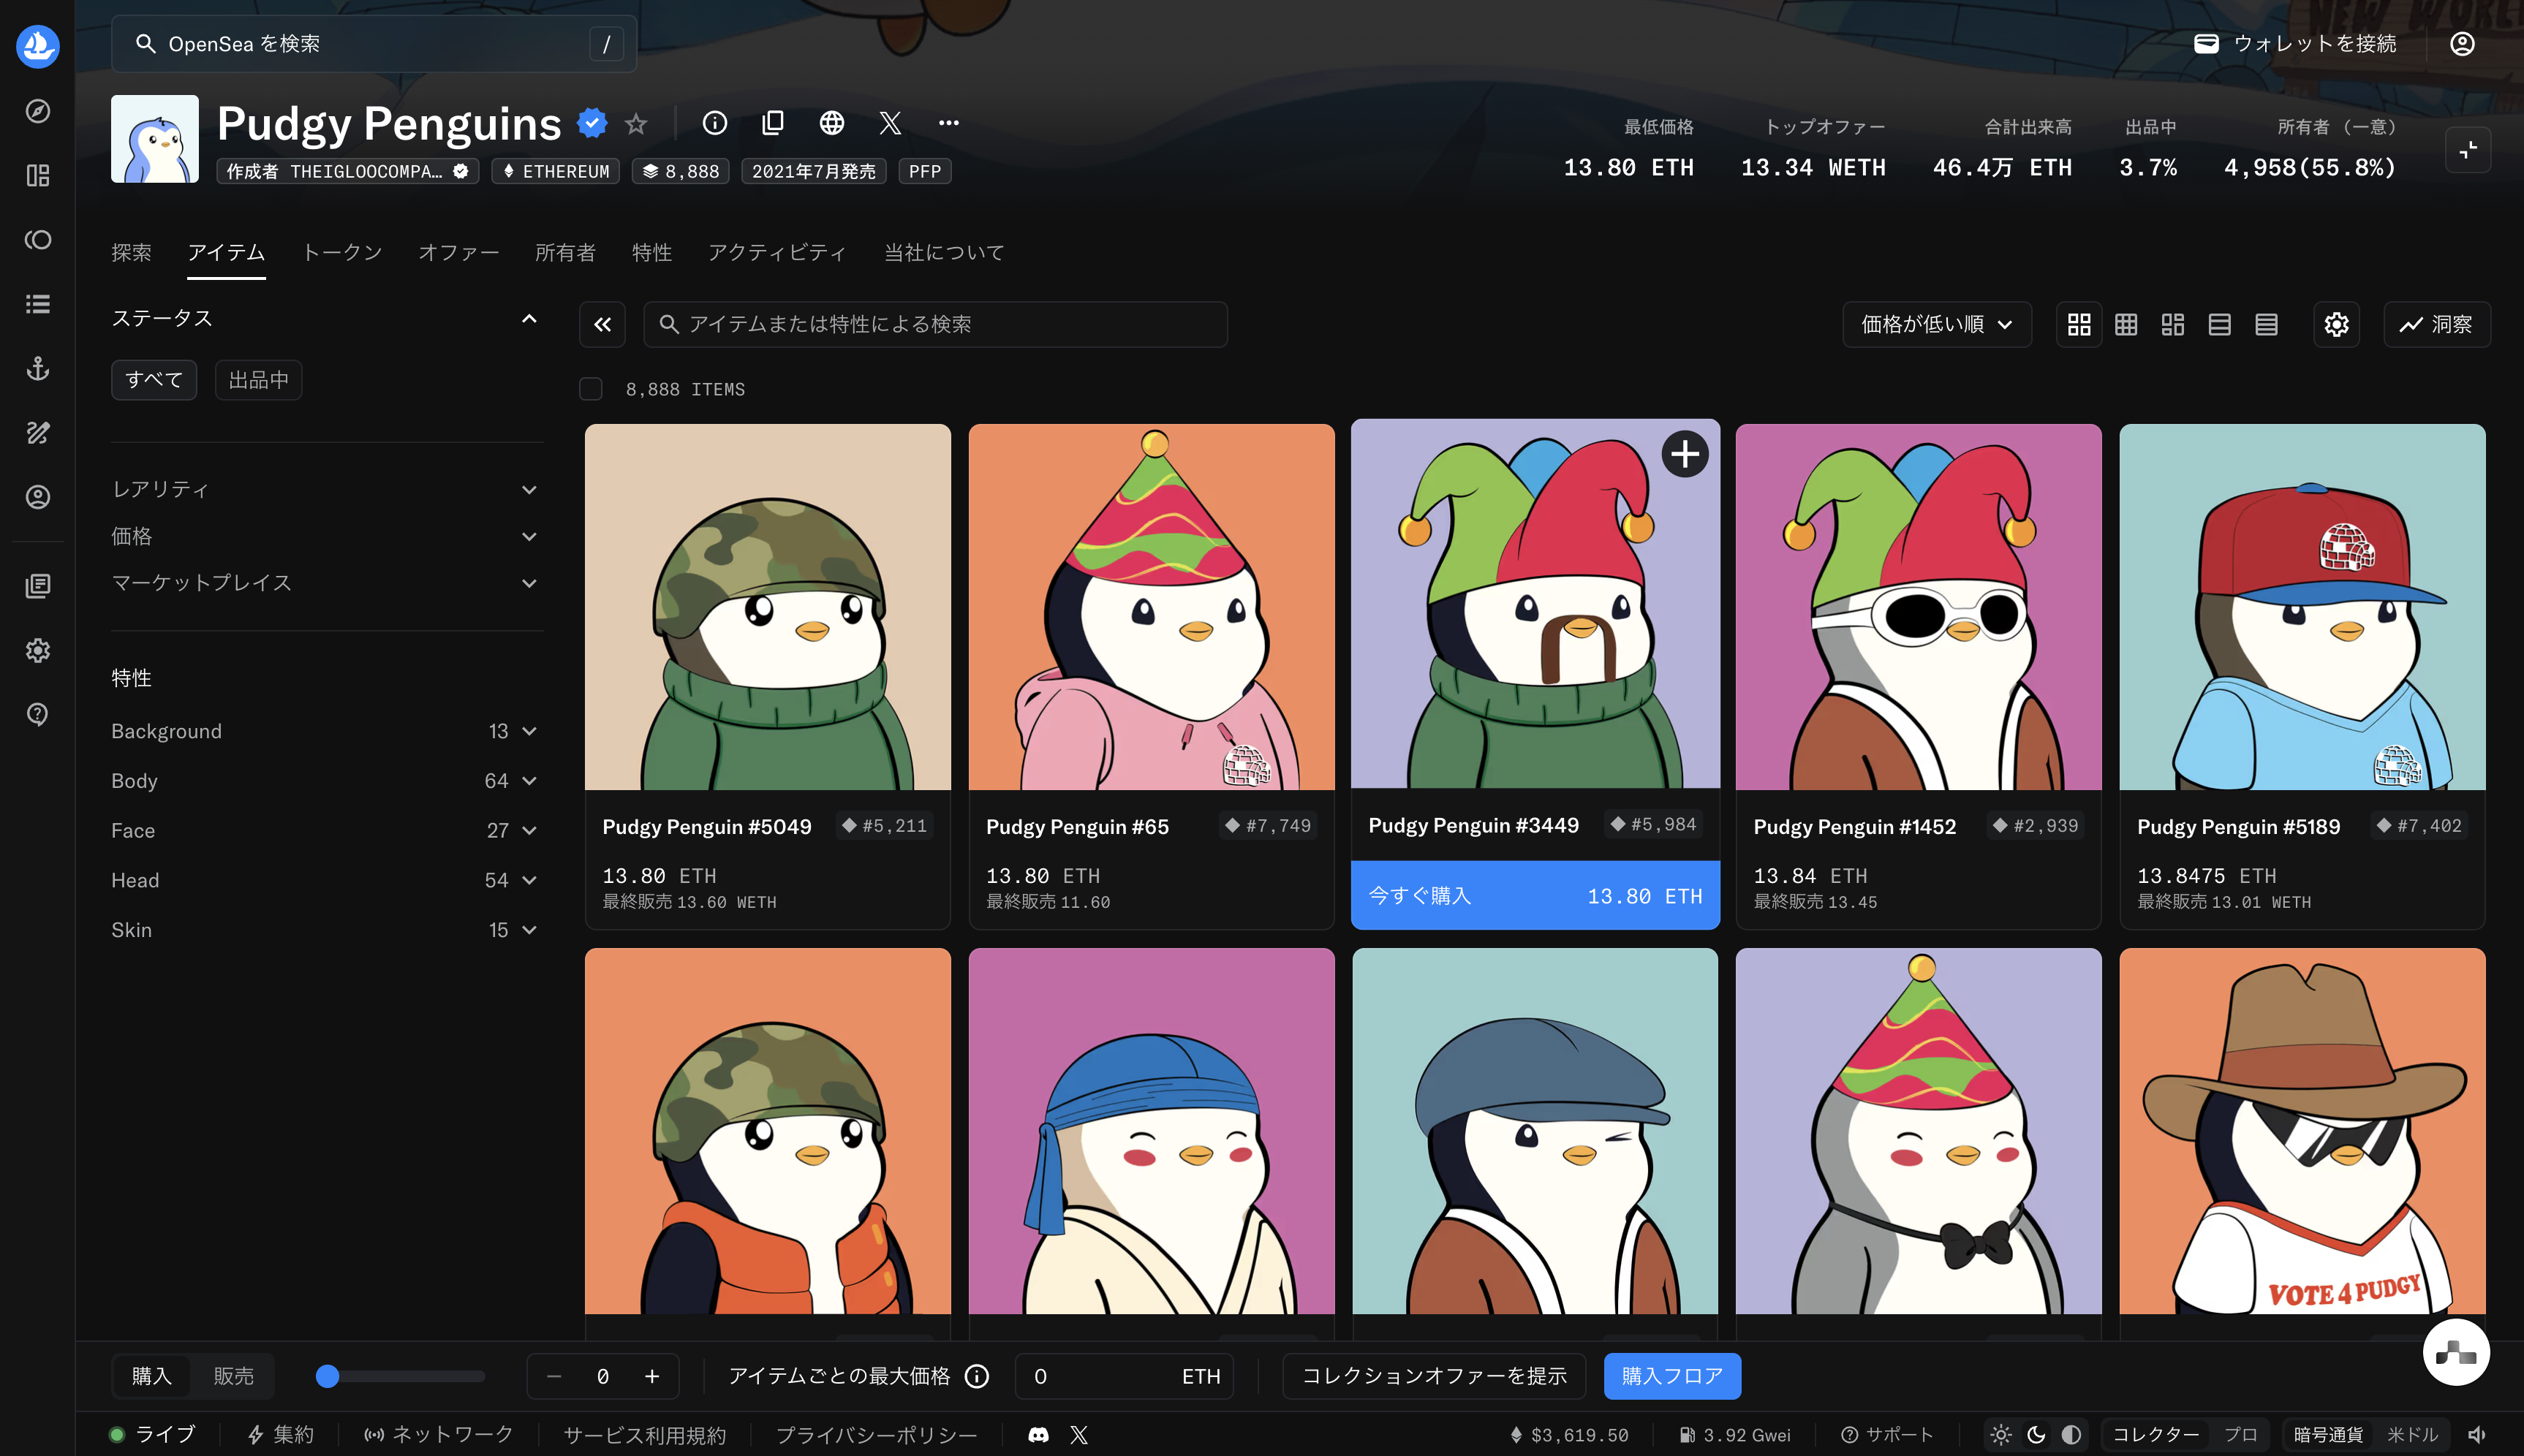 OpenSea を検索
/
ウォレットを接続
Pudgy Penguins
作成者 THEIGLOOCOMPA...
ETHEREUM
8,888
2021年7月発売
PFP
最低価格
13.80 ETH
トップオファー
13.34 WETH
合計出来高
46.4万 ETH
出品中
3.7%
所有者 (一意)
4,958(55.8%)
探索
アイテム
トークン
オファー
所有者
特性
アクティビティ
当社について
ステータス
すべて
出品中
レアリティ
価格
マーケットプレイス
特性
Background 13
Body 64
Face 27
Head 54
Skin 15
アイテムまたは特性による検索
価格が低い順
洞察
8,888 ITEMS
Pudgy Penguin #5049
#5,211
13.80 ETH
最終販売 13.60 WETH
Pudgy Penguin #65
#7,749
13.80 ETH
最終販売 11.60
Pudgy Penguin #3449
#5,984
今すぐ購入 13.80 ETH
Pudgy Penguin #1452
#2,939
13.84 ETH
最終販売 13.45
Pudgy Penguin #5189
#7,402
13.8475 ETH
最終販売 13.01 WETH
VOTE 4 PUDGY
購入
販売
0
アイテムごとの最大価格
0 ETH
コレクションオファーを提示
購入フロア
ライブ
集約
ネットワーク
サービス利用規約
プライバシーポリシー
$3,619.50
3.92 Gwei
サポート
コレクター
プロ
暗号通貨
米ドル